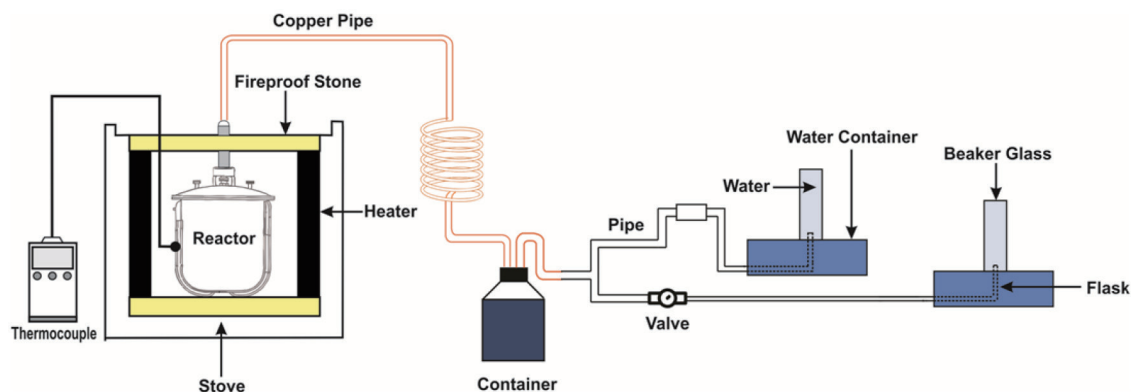 Copper Pipe
Fireproof Stone
Water Container
Beaker Glass
Water
Heater
Pipe
Reactor
Flask
Valve
Thermocouple
Stove
Container